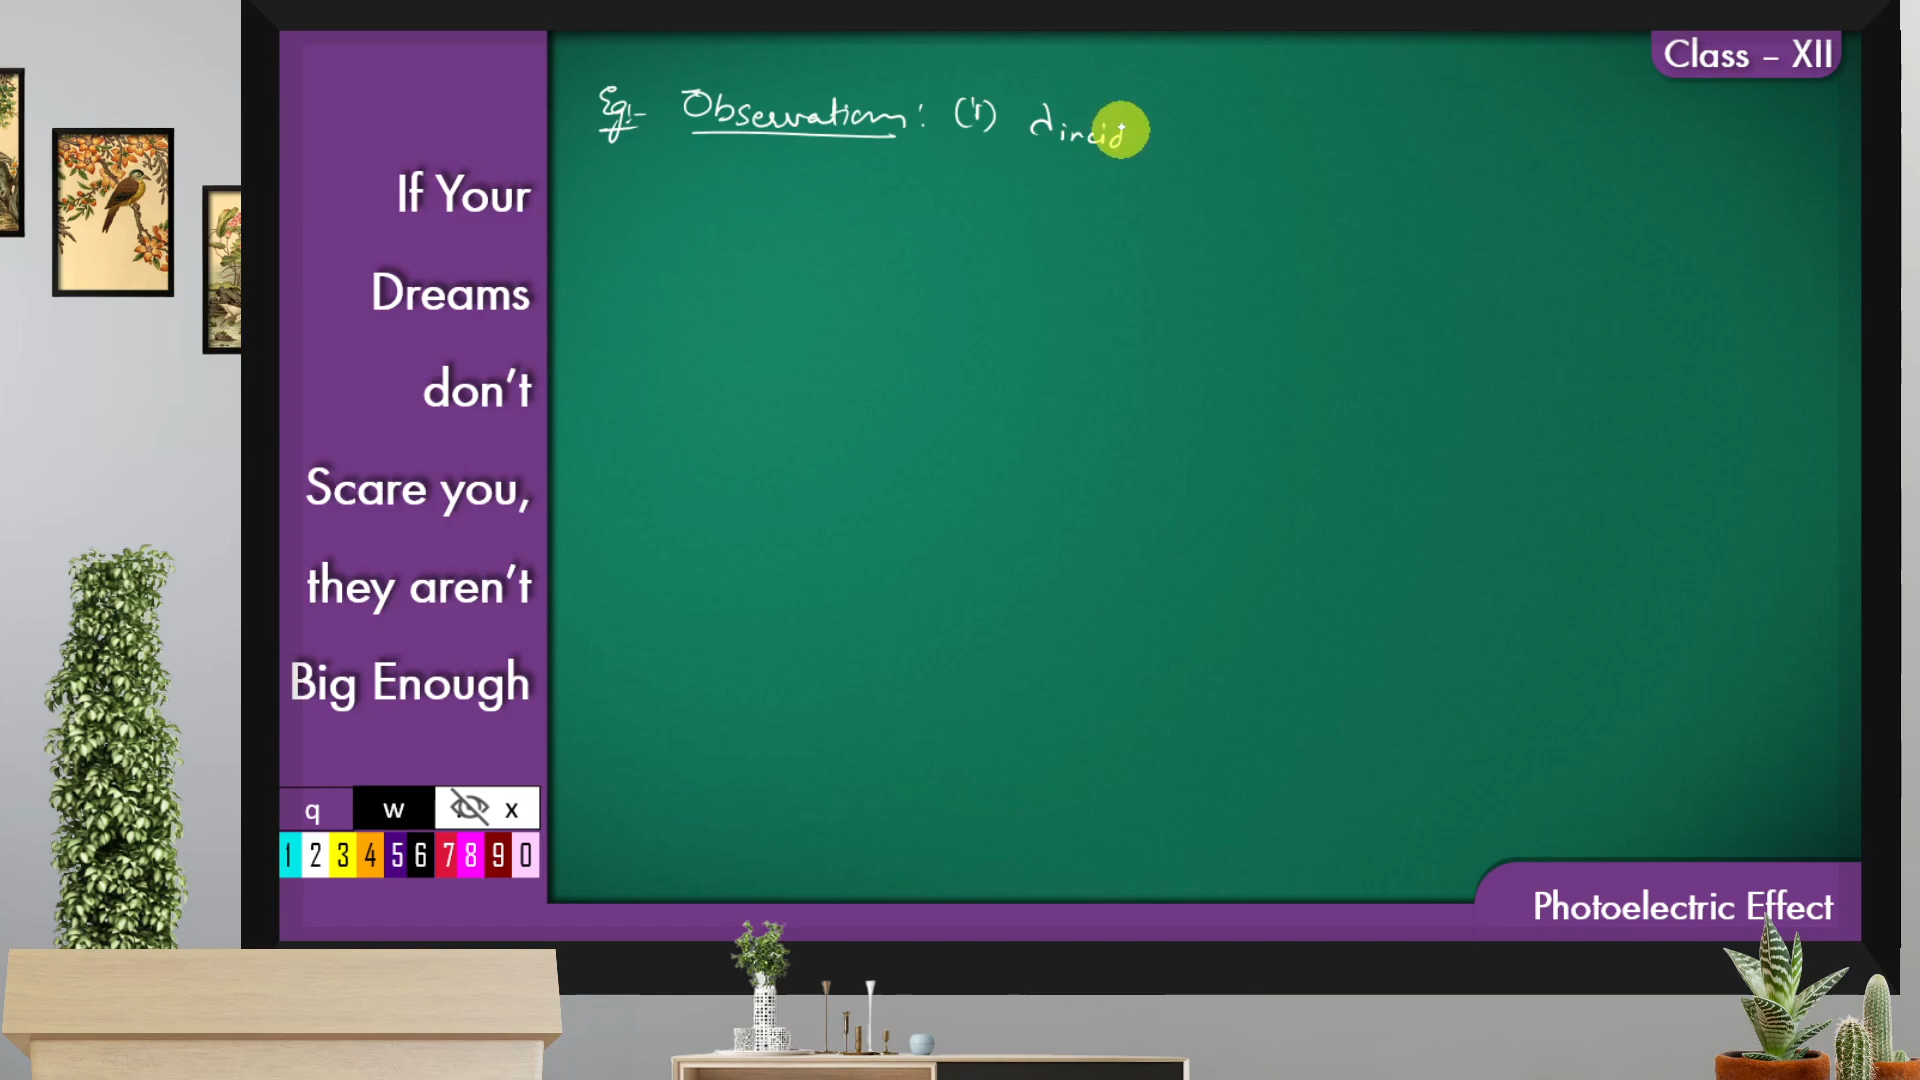 Class – XII
Eg:- Observation : (1) λincid
If Your
Dreams
don’t
Scare you,
they aren’t
Big Enough
q w x
1 2 3 4 5 6 7 8 9 0
Photoelectric Effect